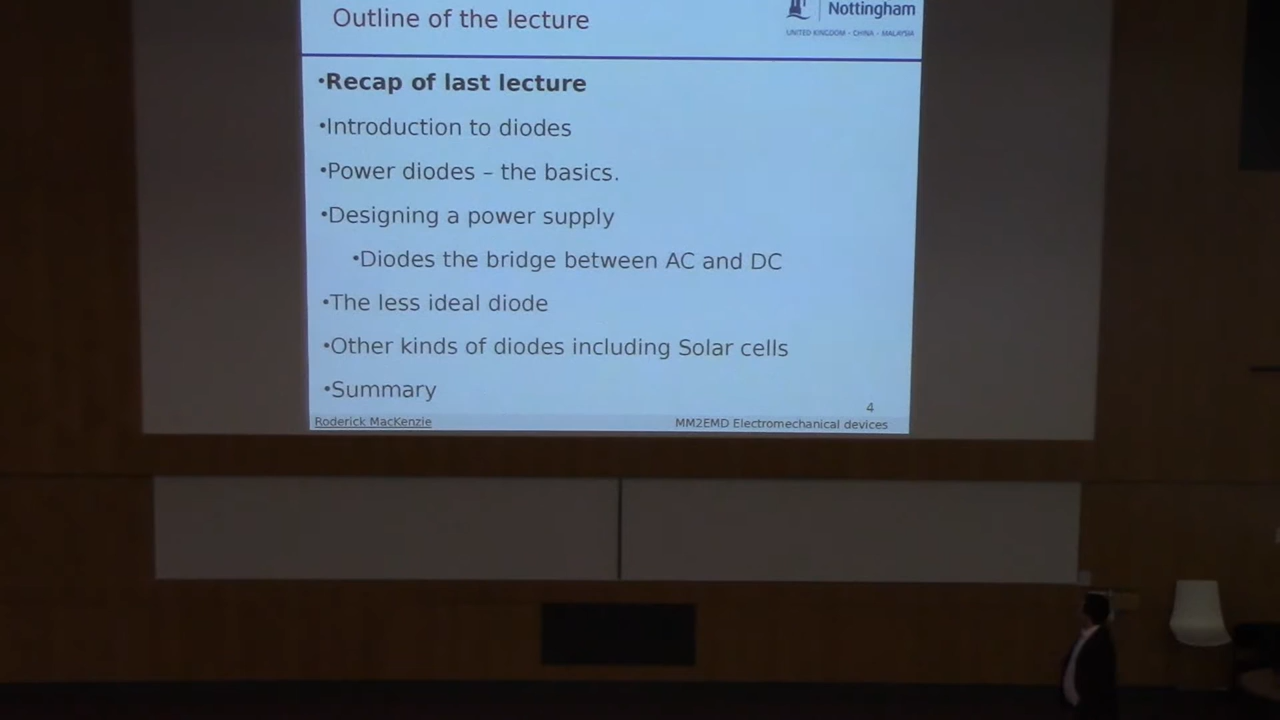 Outline of the lecture
Nottingham
UNITED KINGDOM • CHINA • MALAYSIA
•Recap of last lecture
•Introduction to diodes
•Power diodes – the basics.
•Designing a power supply
•Diodes the bridge between AC and DC
•The less ideal diode
•Other kinds of diodes including Solar cells
•Summary
4
Roderick MacKenzie
MM2EMD Electromechanical devices